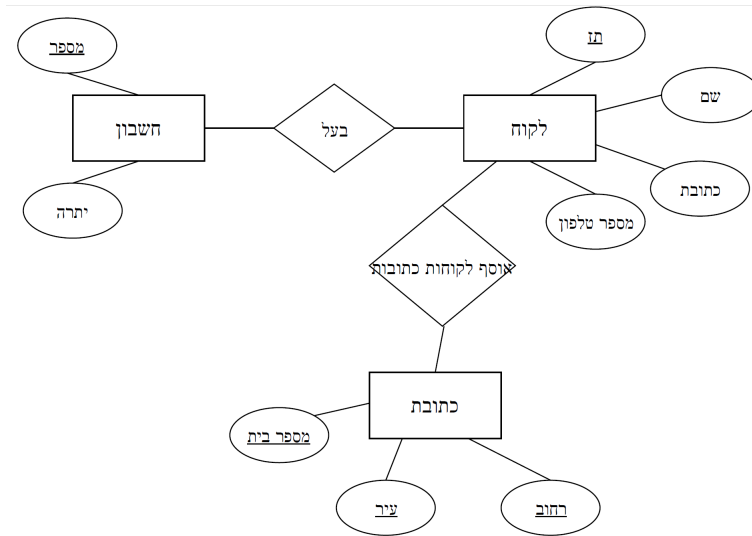 תז
מספר
שם
חשבון
בעל
לקוח
כתובת
יתרה
מספר טלפון
אוסף לקוחות כתובות
כתובת
מספר בית
עיר
רחוב